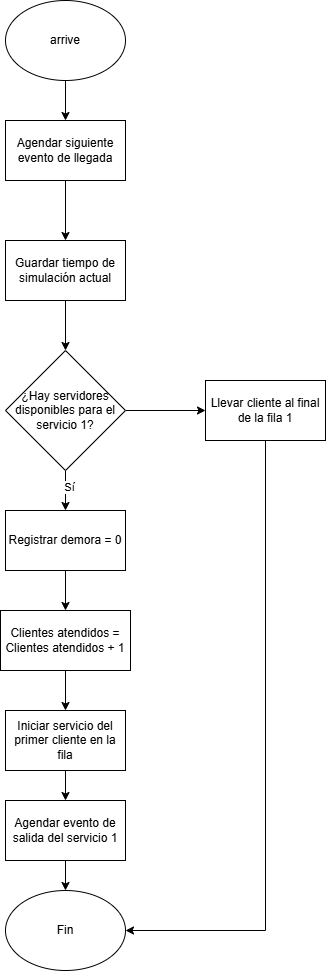 arrive
Agendar siguiente
evento de llegada
Guardar tiempo de
simulación actual
¿Hay servidores
disponibles para el
servicio 1?
Llevar cliente al final
de la fila 1
Sí
Registrar demora = 0
Clientes atendidos =
Clientes atendidos + 1
Iniciar servicio del
primer cliente en la
fila
Agendar evento de
salida del servicio 1
Fin